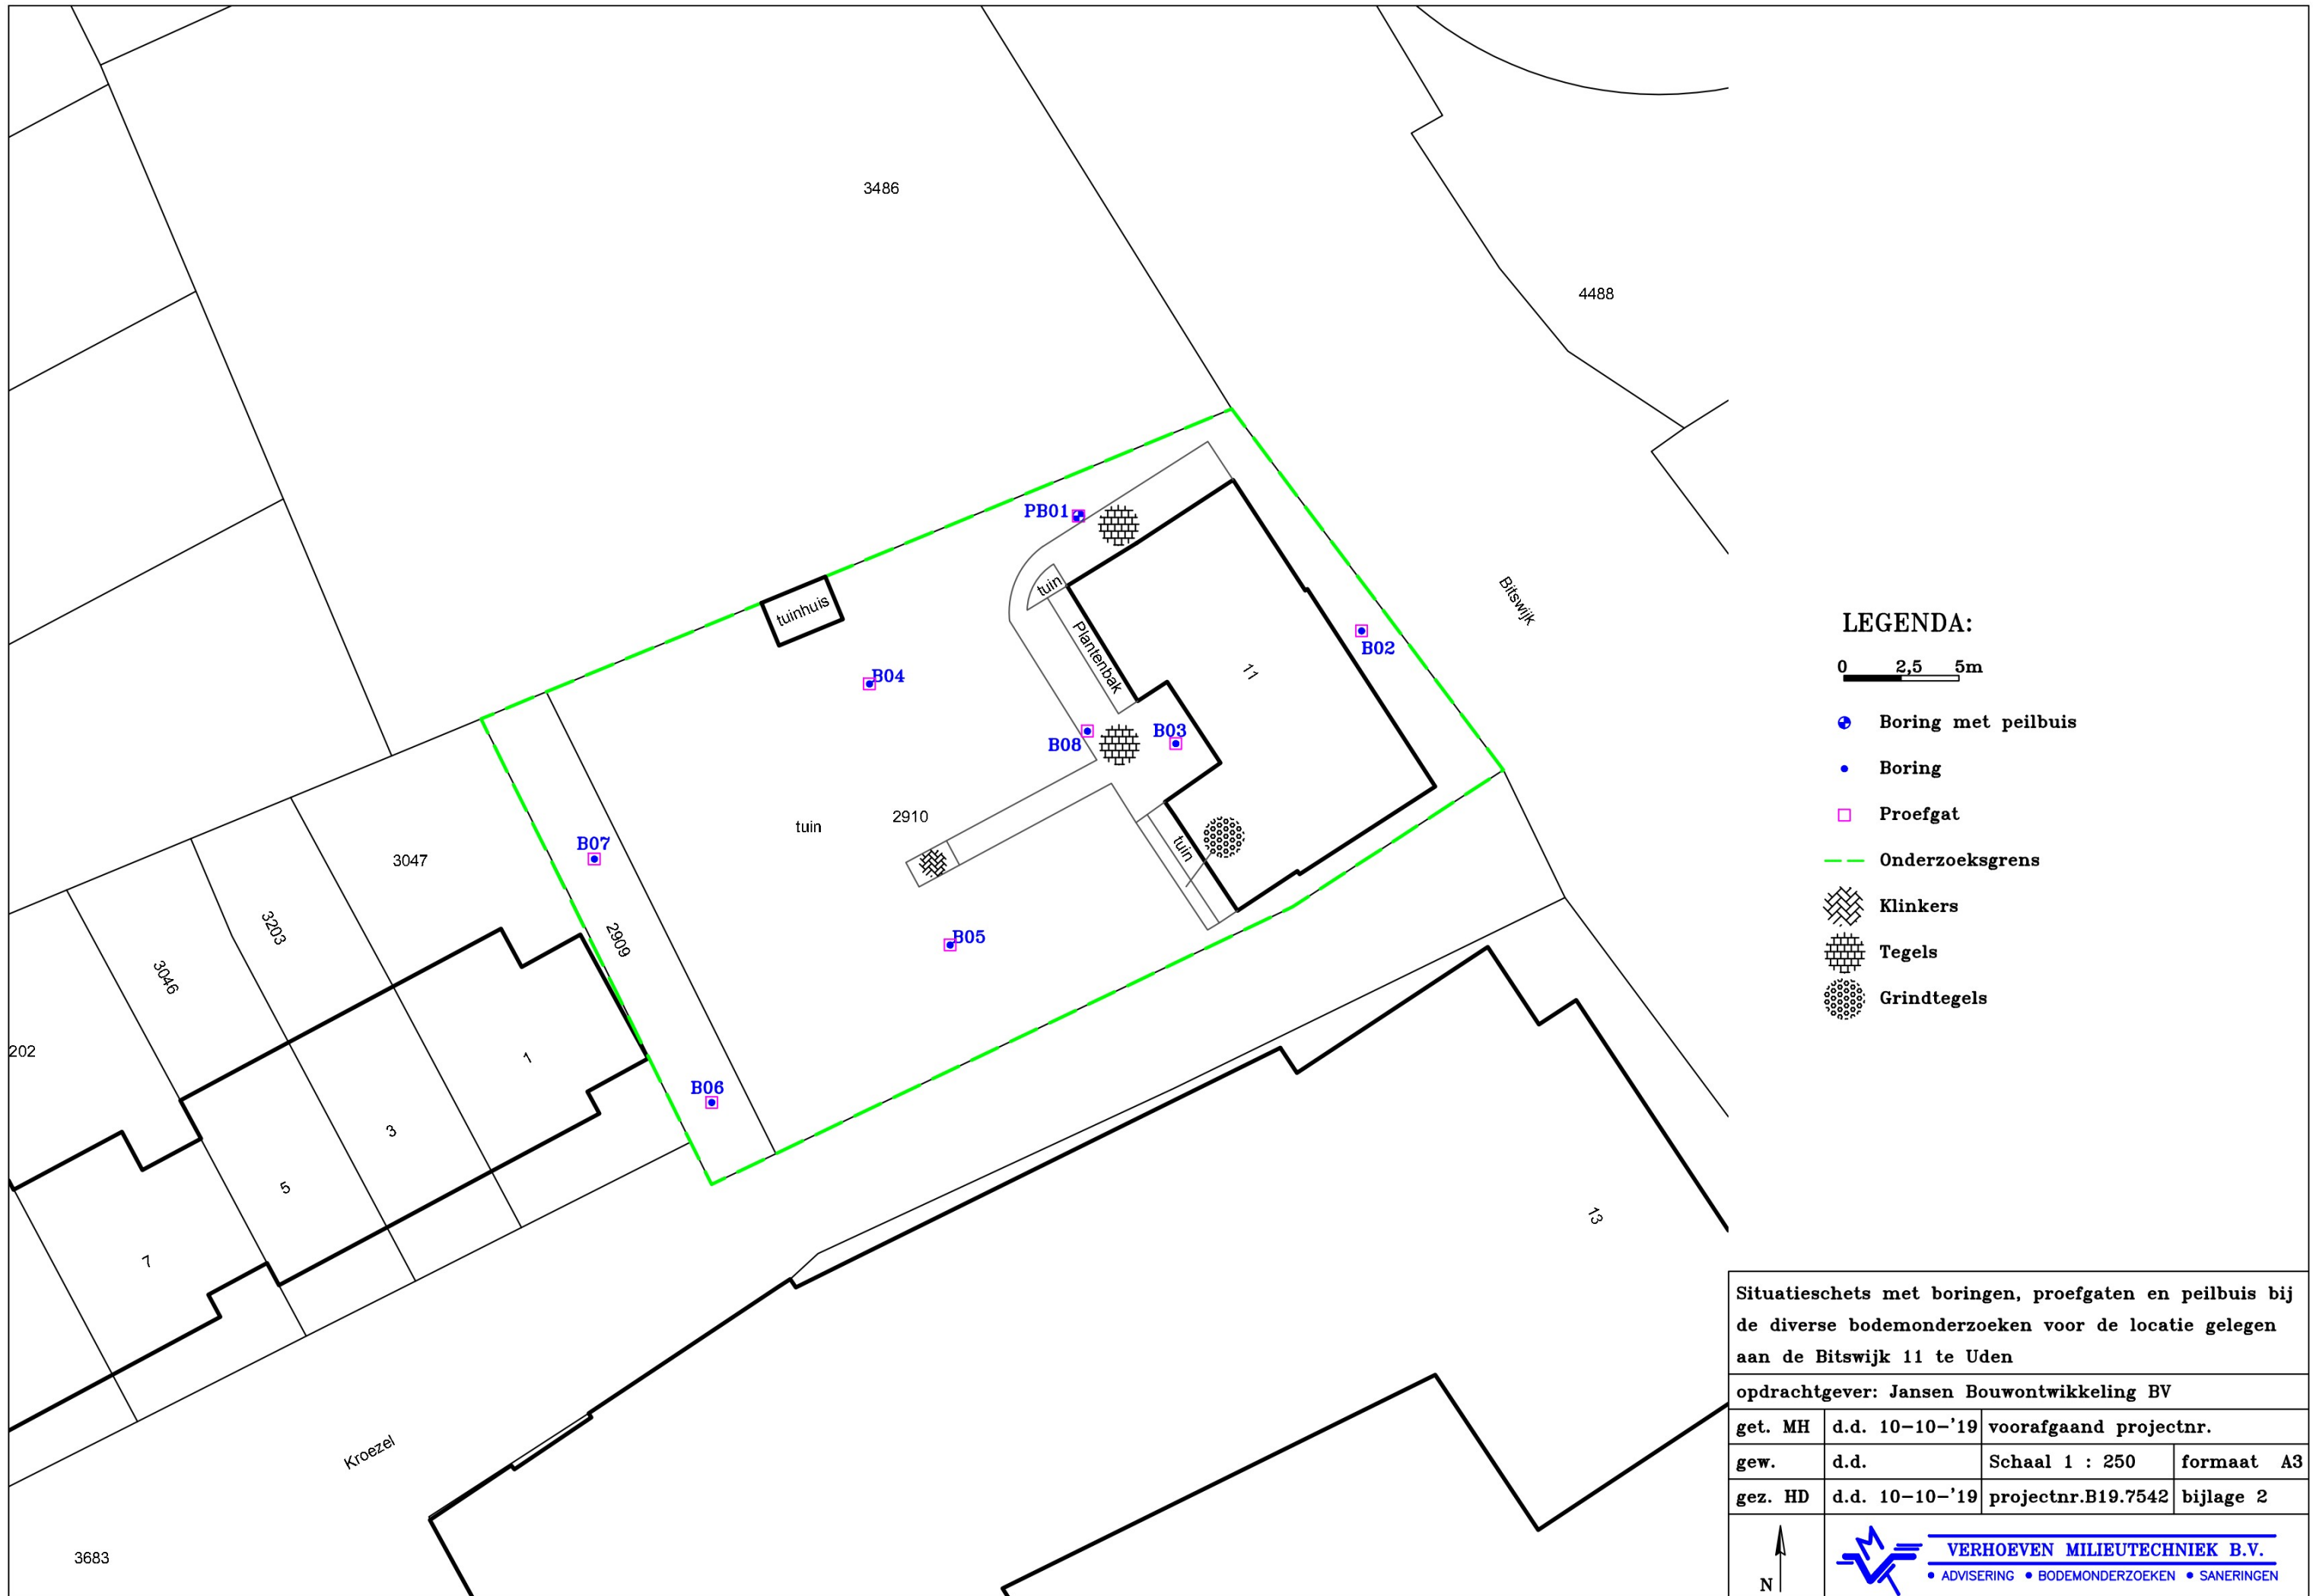 3486
4488
PB01
tuin
tuinhuis
Plantenbak
Bitswijk
B02
11
B04
B03
B08
2910
tuin
tuin
B07
3047
2909
B05
3203
3046
202
1
B06
3
5
7
13
Kroezel
3683
LEGENDA:
0 2,5 5m
Boring met peilbuis
Boring
Proefgat
Onderzoeksgrens
Klinkers
Tegels
Grindtegels
Situatieschets met boringen, proefgaten en peilbuis bij
de diverse bodemonderzoeken voor de locatie gelegen
aan de Bitswijk 11 te Uden
opdrachtgever: Jansen Bouwontwikkeling BV
get. MH d.d. 10-10-'19 voorafgaand projectnr.
gew. d.d. Schaal 1 : 250 formaat A3
gez. HD d.d. 10-10-'19 projectnr.B19.7542 bijlage 2
N
VERHOEVEN MILIEUTECHNIEK B.V.
• ADVISERING • BODEMONDERZOEKEN • SANERINGEN